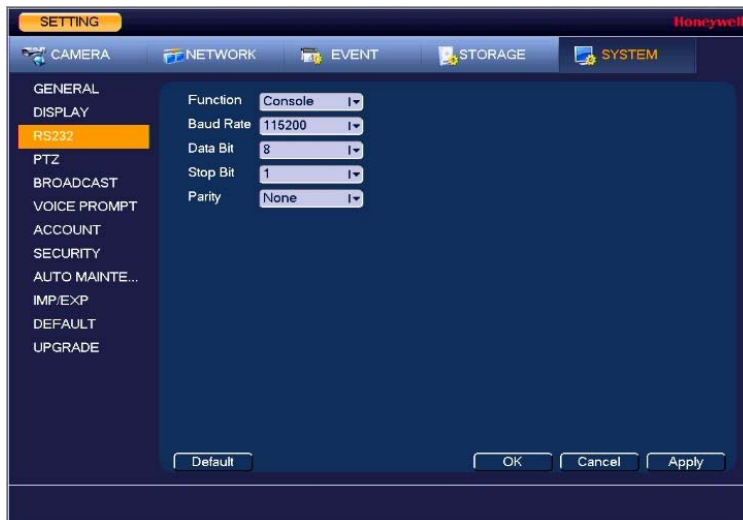 SETTING
Honeywell
CAMERA NETWORK EVENT STORAGE SYSTEM
GENERAL
DISPLAY
RS232
PTZ
BROADCAST
VOICE PROMPT
ACCOUNT
SECURITY
AUTO MAINTE...
IMP/EXP
DEFAULT
UPGRADE
Function Console
Baud Rate 115200
Data Bit 8
Stop Bit 1
Parity None
Default OK Cancel Apply